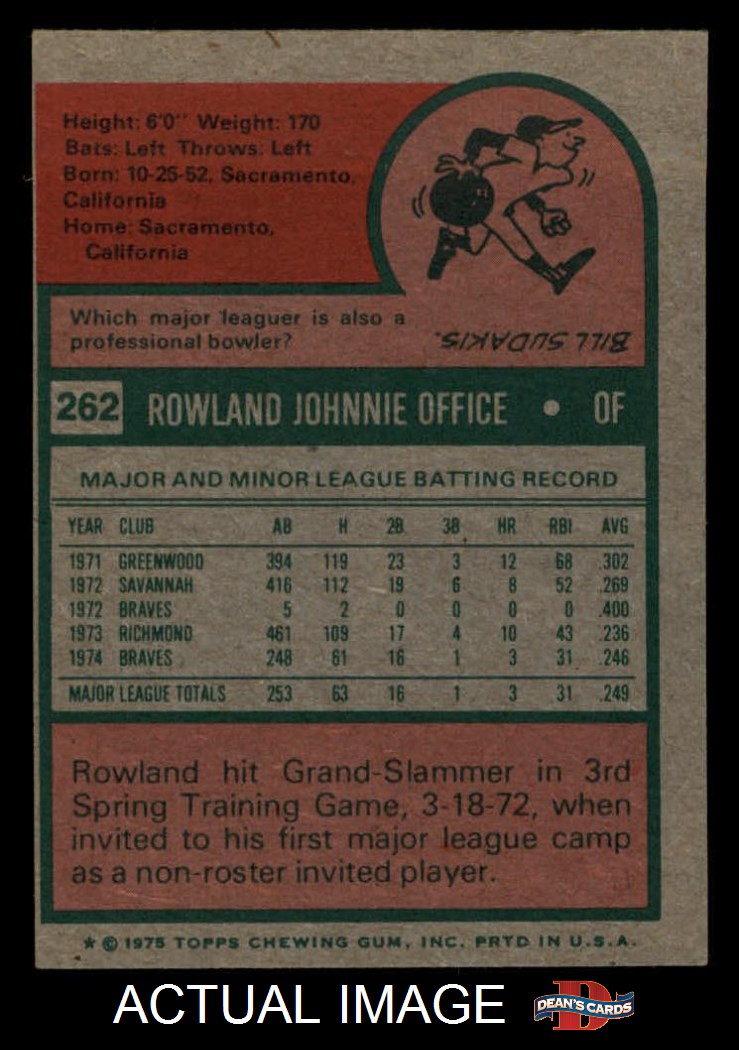 Height: 6'0" Weight: 170
Bats: Left Throws: Left
Born: 10-25-52, Sacramento,
California
Home: Sacramento,
California
Which major leaguer is also a
professional bowler?
BILL SUDAKIS.
262 ROWLAND JOHNNIE OFFICE • OF
MAJOR AND MINOR LEAGUE BATTING RECORD
YEAR CLUB AB H 2B 3B HR RBI AVG
1971 GREENWOOD 394 119 23 3 12 68 .302
1972 SAVANNAH 416 112 19 6 8 52 .269
1972 BRAVES 5 2 0 0 0 0 .400
1973 RICHMOND 461 109 17 4 10 43 .236
1974 BRAVES 248 61 16 1 3 31 .246
MAJOR LEAGUE TOTALS 253 63 16 1 3 31 .249
Rowland hit Grand-Slammer in 3rd
Spring Training Game, 3-18-72, when
invited to his first major league camp
as a non-roster invited player.
★ © 1975 TOPPS CHEWING GUM, INC. PRTD. IN U.S.A.
ACTUAL IMAGE
D
DEAN'S CARDS